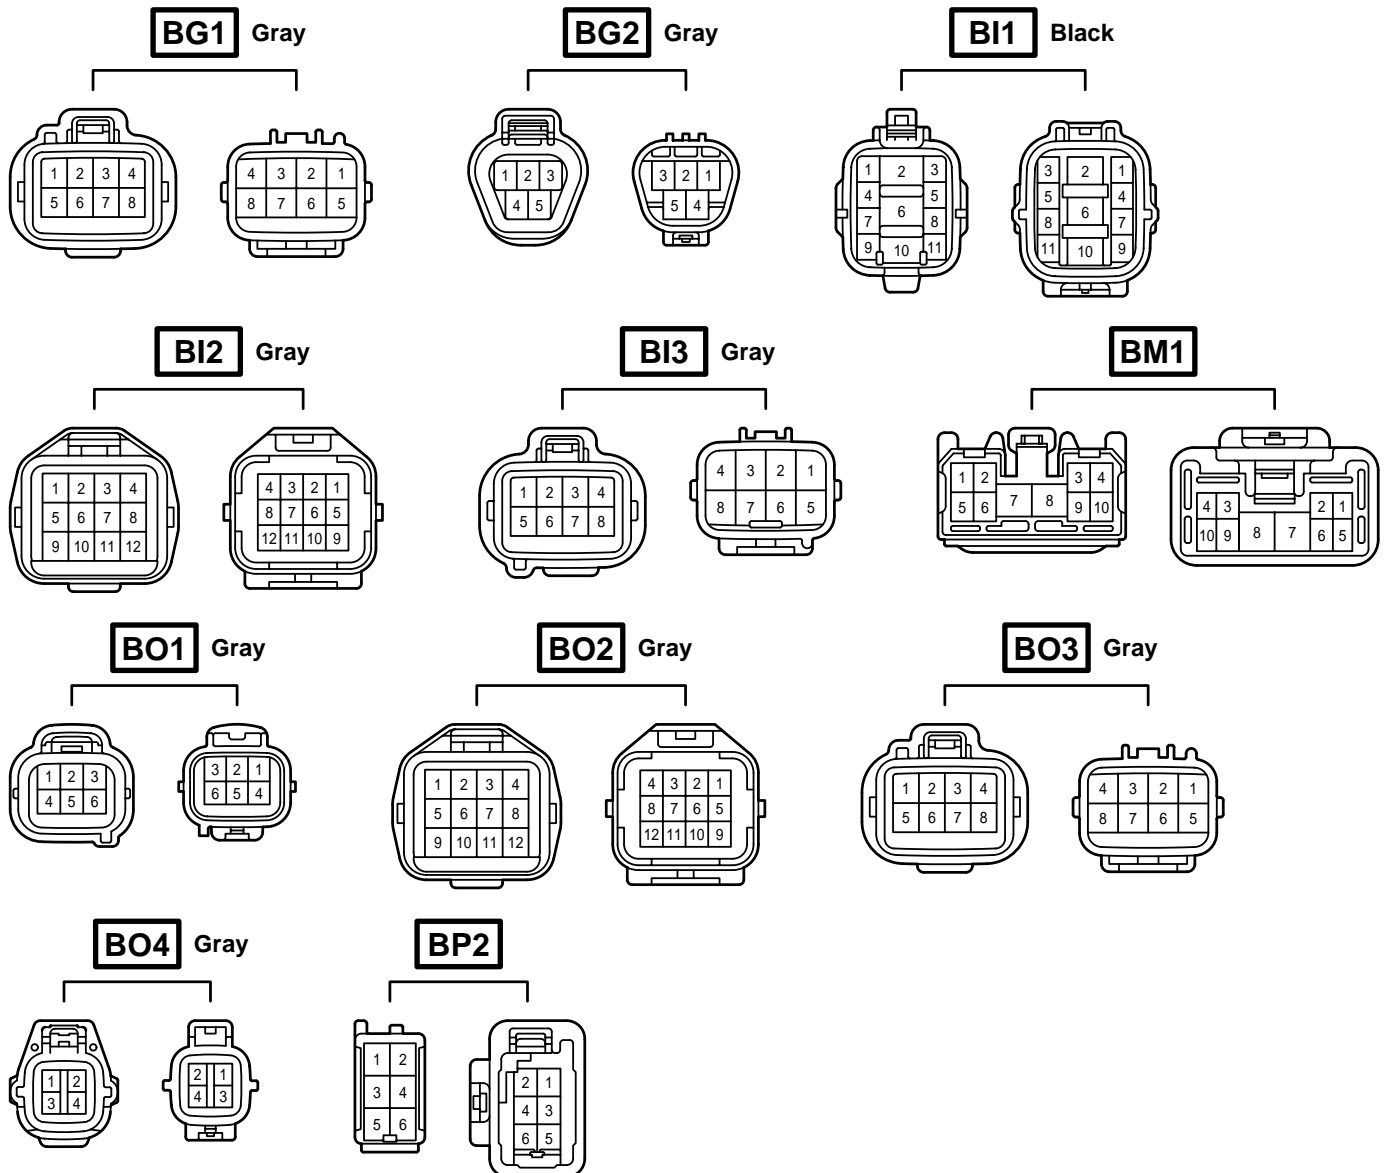 BG1 Gray
1 2 3 4
5 6 7 8
4 3 2 1
8 7 6 5
BG2 Gray
1 2 3
4 5
3 2 1
5 4
BI1 Black
1 2 3
4 5
6
7 8
9 10 11
3 2 1
5 4
6
8 7
11 10 9
BI2 Gray
1 2 3 4
5 6 7 8
9 10 11 12
4 3 2 1
8 7 6 5
12 11 10 9
BI3 Gray
1 2 3 4
5 6 7 8
4 3 2 1
8 7 6 5
BM1
1 2 3 4
5 6 7 8 9 10
4 3 2 1
10 9 8 7 6 5
BO1 Gray
1 2 3
4 5 6
3 2 1
6 5 4
BO2 Gray
1 2 3 4
5 6 7 8
9 10 11 12
4 3 2 1
8 7 6 5
12 11 10 9
BO3 Gray
1 2 3 4
5 6 7 8
4 3 2 1
8 7 6 5
BO4 Gray
1 2
3 4
2 1
4 3
BP2
1 2
3 4
5 6
2 1
4 3
6 5